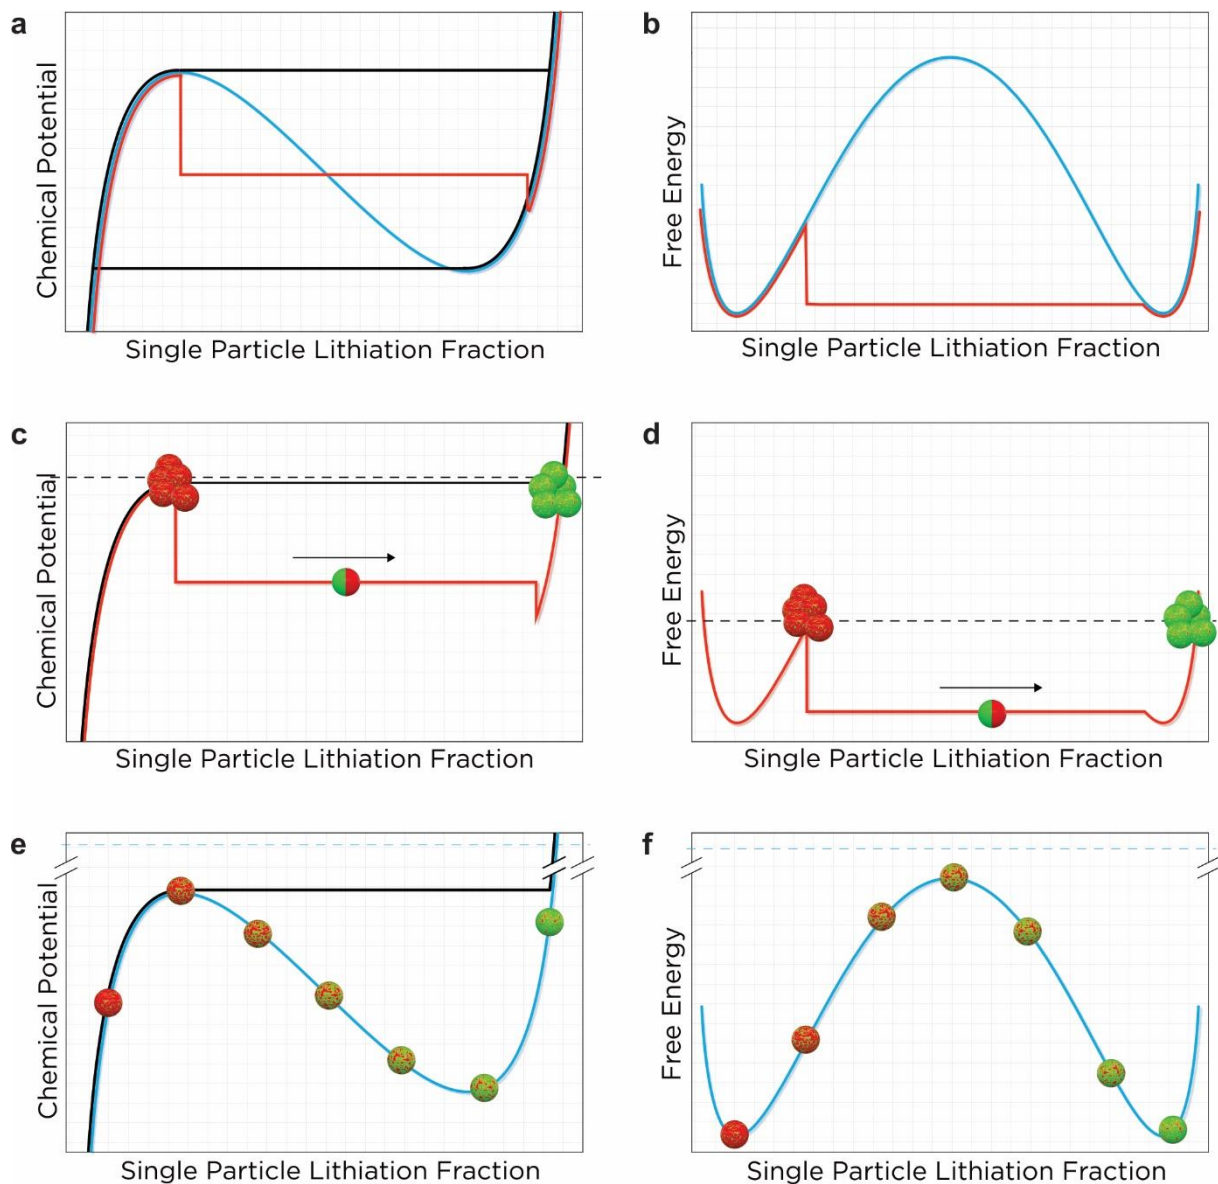 a
Chemical Potential
Single Particle Lithiation Fraction
b
Free Energy
Single Particle Lithiation Fraction
c
Chemical Potential
Single Particle Lithiation Fraction
d
Free Energy
Single Particle Lithiation Fraction
e
Chemical Potential
Single Particle Lithiation Fraction
f
Free Energy
Single Particle Lithiation Fraction